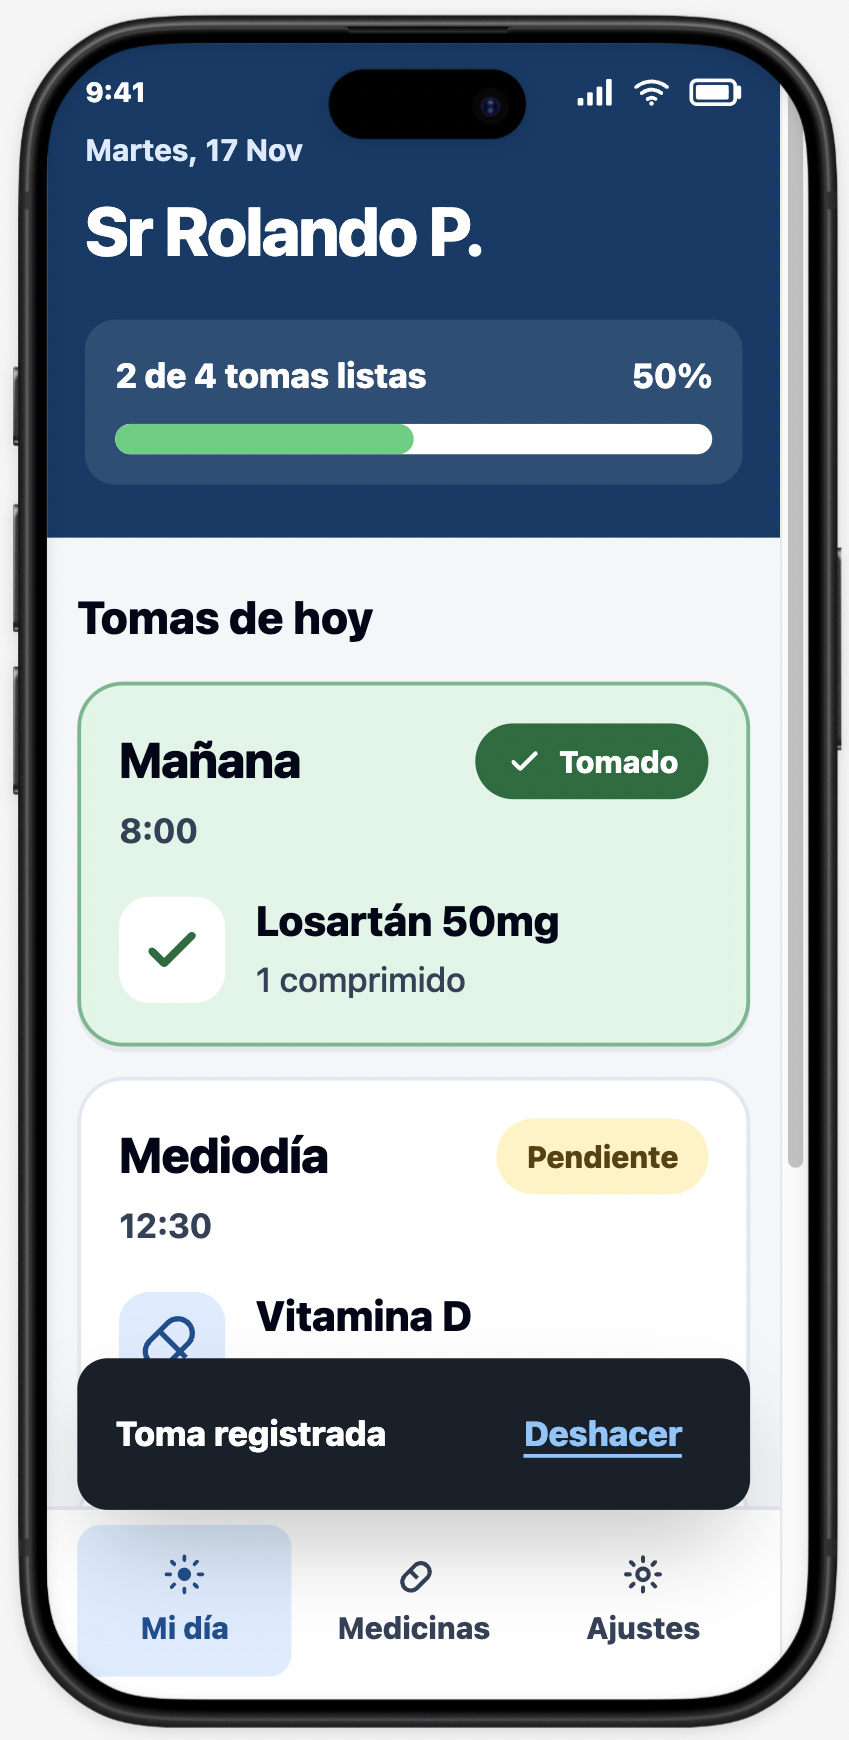 9:41
Martes, 17 Nov
Sr Rolando P.
2 de 4 tomas listas 50%
Tomas de hoy
Mañana Tomado
8:00
Losartán 50mg
1 comprimido
Mediodía Pendiente
12:30
Vitamina D
Toma registrada Deshacer
Mi día Medicinas Ajustes